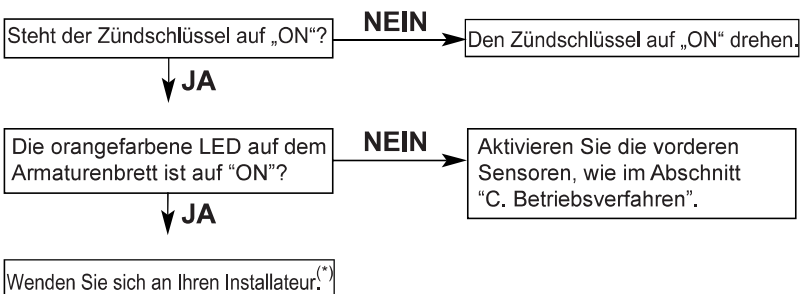 Steht der Zündschlüssel auf „ON“?
NEIN
Den Zündschlüssel auf „ON“ drehen.
JA
Die orangefarbene LED auf dem
Armaturenbrett ist auf “ON”?
NEIN
Aktivieren Sie die vorderen
Sensoren, wie im Abschnitt
“C. Betriebsverfahren”.
JA
Wenden Sie sich an Ihren Installateur.(*)